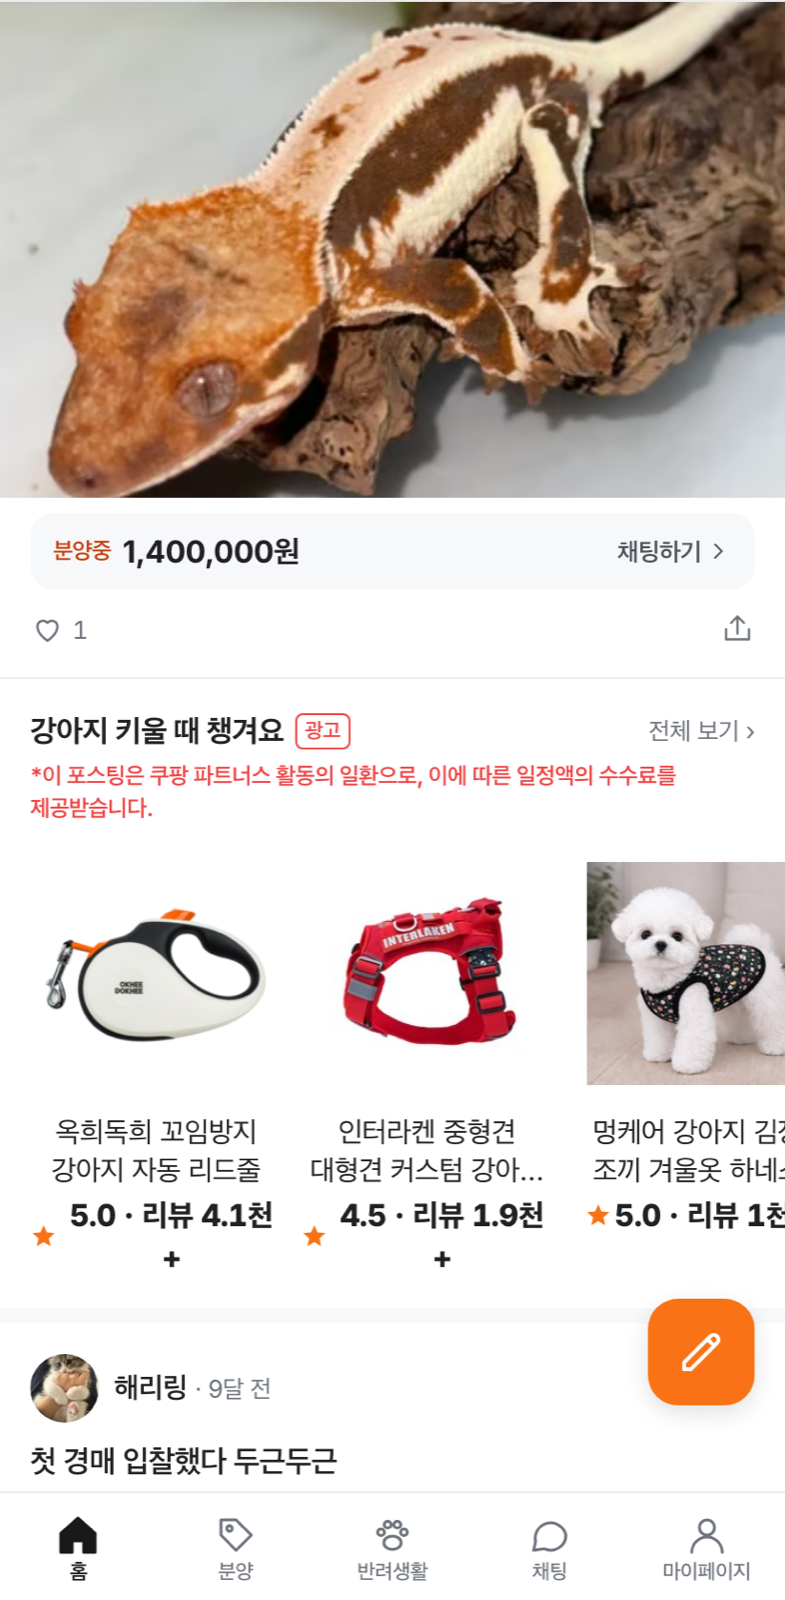 분양중 1,400,000원 채팅하기 >
1
강아지 키울 때 챙겨요 광고 전체 보기 ›
*이 포스팅은 쿠팡 파트너스 활동의 일환으로, 이에 따른 일정액의 수수료를
제공받습니다.
OKHEE
DOKHEE
INTERLAKEN
옥희독희 꼬임방지
강아지 자동 리드줄
5.0 · 리뷰 4.1천
+
인터라켄 중형견
대형견 커스텀 강아...
4.5 · 리뷰 1.9천
+
멍케어 강아지
조끼 겨울옷
5.0 · 리뷰 1천
해리링 · 9달 전
첫 경매 입찰했다 두근두근
홈 분양 반려생활 채팅 마이페이지